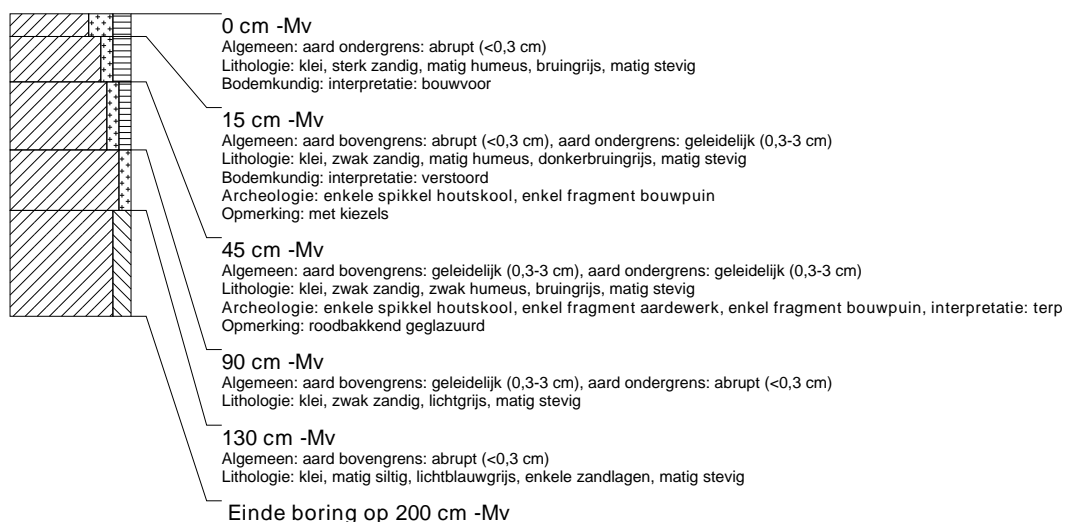 0 cm -Mv
Algemeen: aard ondergrens: abrupt (<0,3 cm)
Lithologie: klei, sterk zandig, matig humeus, bruingrijs, matig stevig
Bodemkundig: interpretatie: bouwvoor
15 cm -Mv
Algemeen: aard bovengrens: abrupt (<0,3 cm), aard ondergrens: geleidelijk (0,3-3 cm)
Lithologie: klei, zwak zandig, matig humeus, donkerbruingrijs, matig stevig
Bodemkundig: interpretatie: verstoord
Archeologie: enkele spikkel houtskool, enkel fragment bouwpuin
Opmerking: met kiezels
45 cm -Mv
Algemeen: aard bovengrens: geleidelijk (0,3-3 cm), aard ondergrens: geleidelijk (0,3-3 cm)
Lithologie: klei, zwak zandig, zwak humeus, bruingrijs, matig stevig
Archeologie: enkele spikkel houtskool, enkel fragment aardewerk, enkel fragment bouwpuin, interpretatie: terp
Opmerking: roodbakkend geglazuurd
90 cm -Mv
Algemeen: aard bovengrens: geleidelijk (0,3-3 cm), aard ondergrens: abrupt (<0,3 cm)
Lithologie: klei, zwak zandig, lichtgrijs, matig stevig
130 cm -Mv
Algemeen: aard bovengrens: abrupt (<0,3 cm)
Lithologie: klei, matig siltig, lichtblauwgrijs, enkele zandlagen, matig stevig
Einde boring op 200 cm -Mv